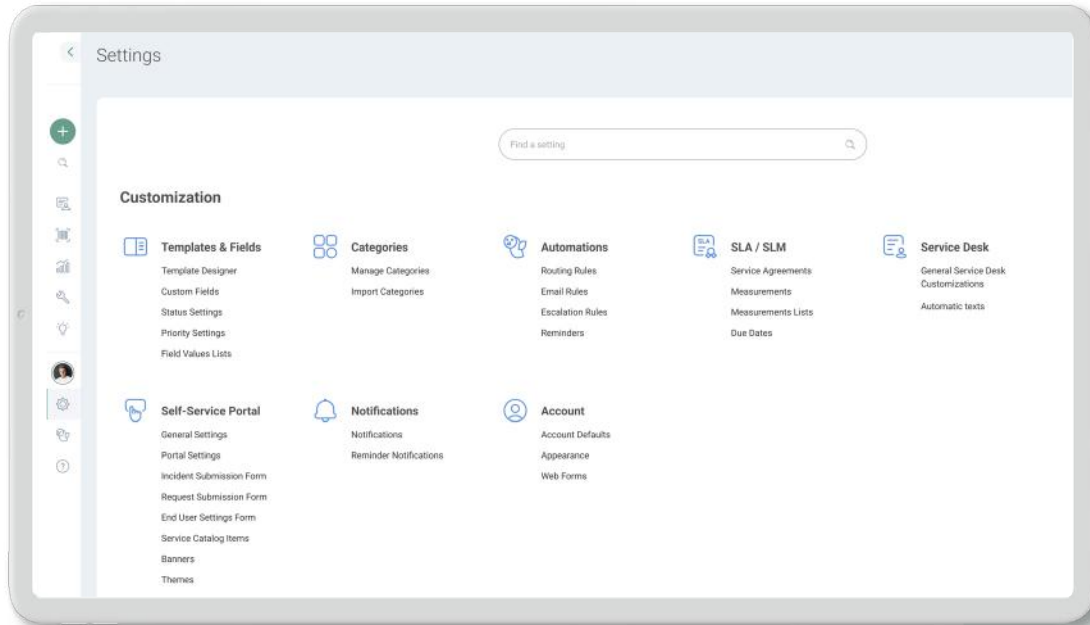 Settings
Find a setting
Customization
Templates & Fields
Template Designer
Custom Fields
Status Settings
Priority Settings
Field Values Lists
Categories
Manage Categories
Import Categories
Automations
Routing Rules
Email Rules
Escalation Rules
Reminders
SLA
SLA / SLM
Service Agreements
Measurements
Measurements Lists
Due Dates
Service Desk
General Service Desk
Customizations
Automatic texts
Self-Service Portal
General Settings
Portal Settings
Incident Submission Form
Request Submission Form
End User Settings Form
Service Catalog Items
Banners
Themes
Notifications
Notifications
Reminder Notifications
Account
Account Defaults
Appearance
Web Forms